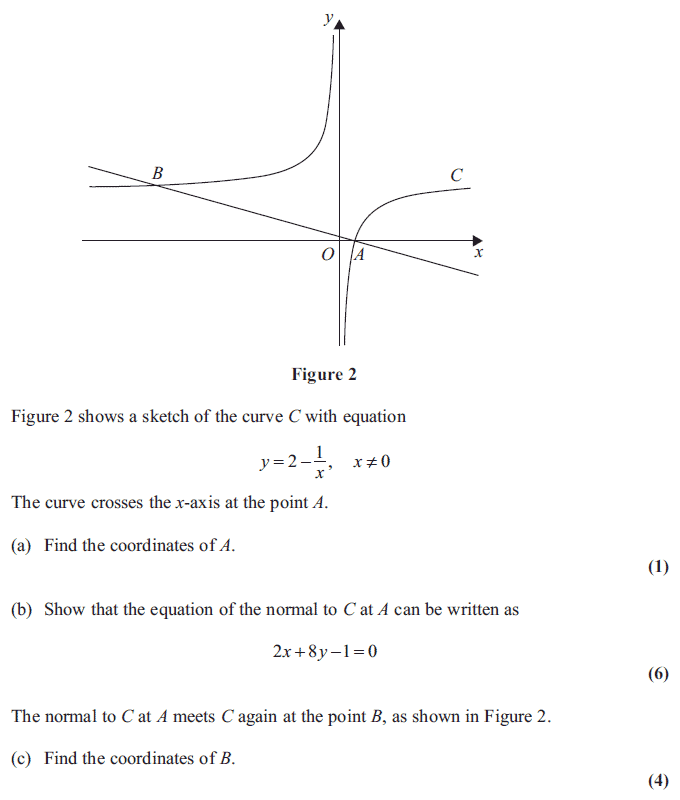 y
B
C
O
A
x
Figure 2
Figure 2 shows a sketch of the curve C with equation
y = 2 − 1/x, x ≠ 0
The curve crosses the x-axis at the point A.
(a) Find the coordinates of A.
(1)
(b) Show that the equation of the normal to C at A can be written as
2x + 8y − 1 = 0
(6)
The normal to C at A meets C again at the point B, as shown in Figure 2.
(c) Find the coordinates of B.
(4)